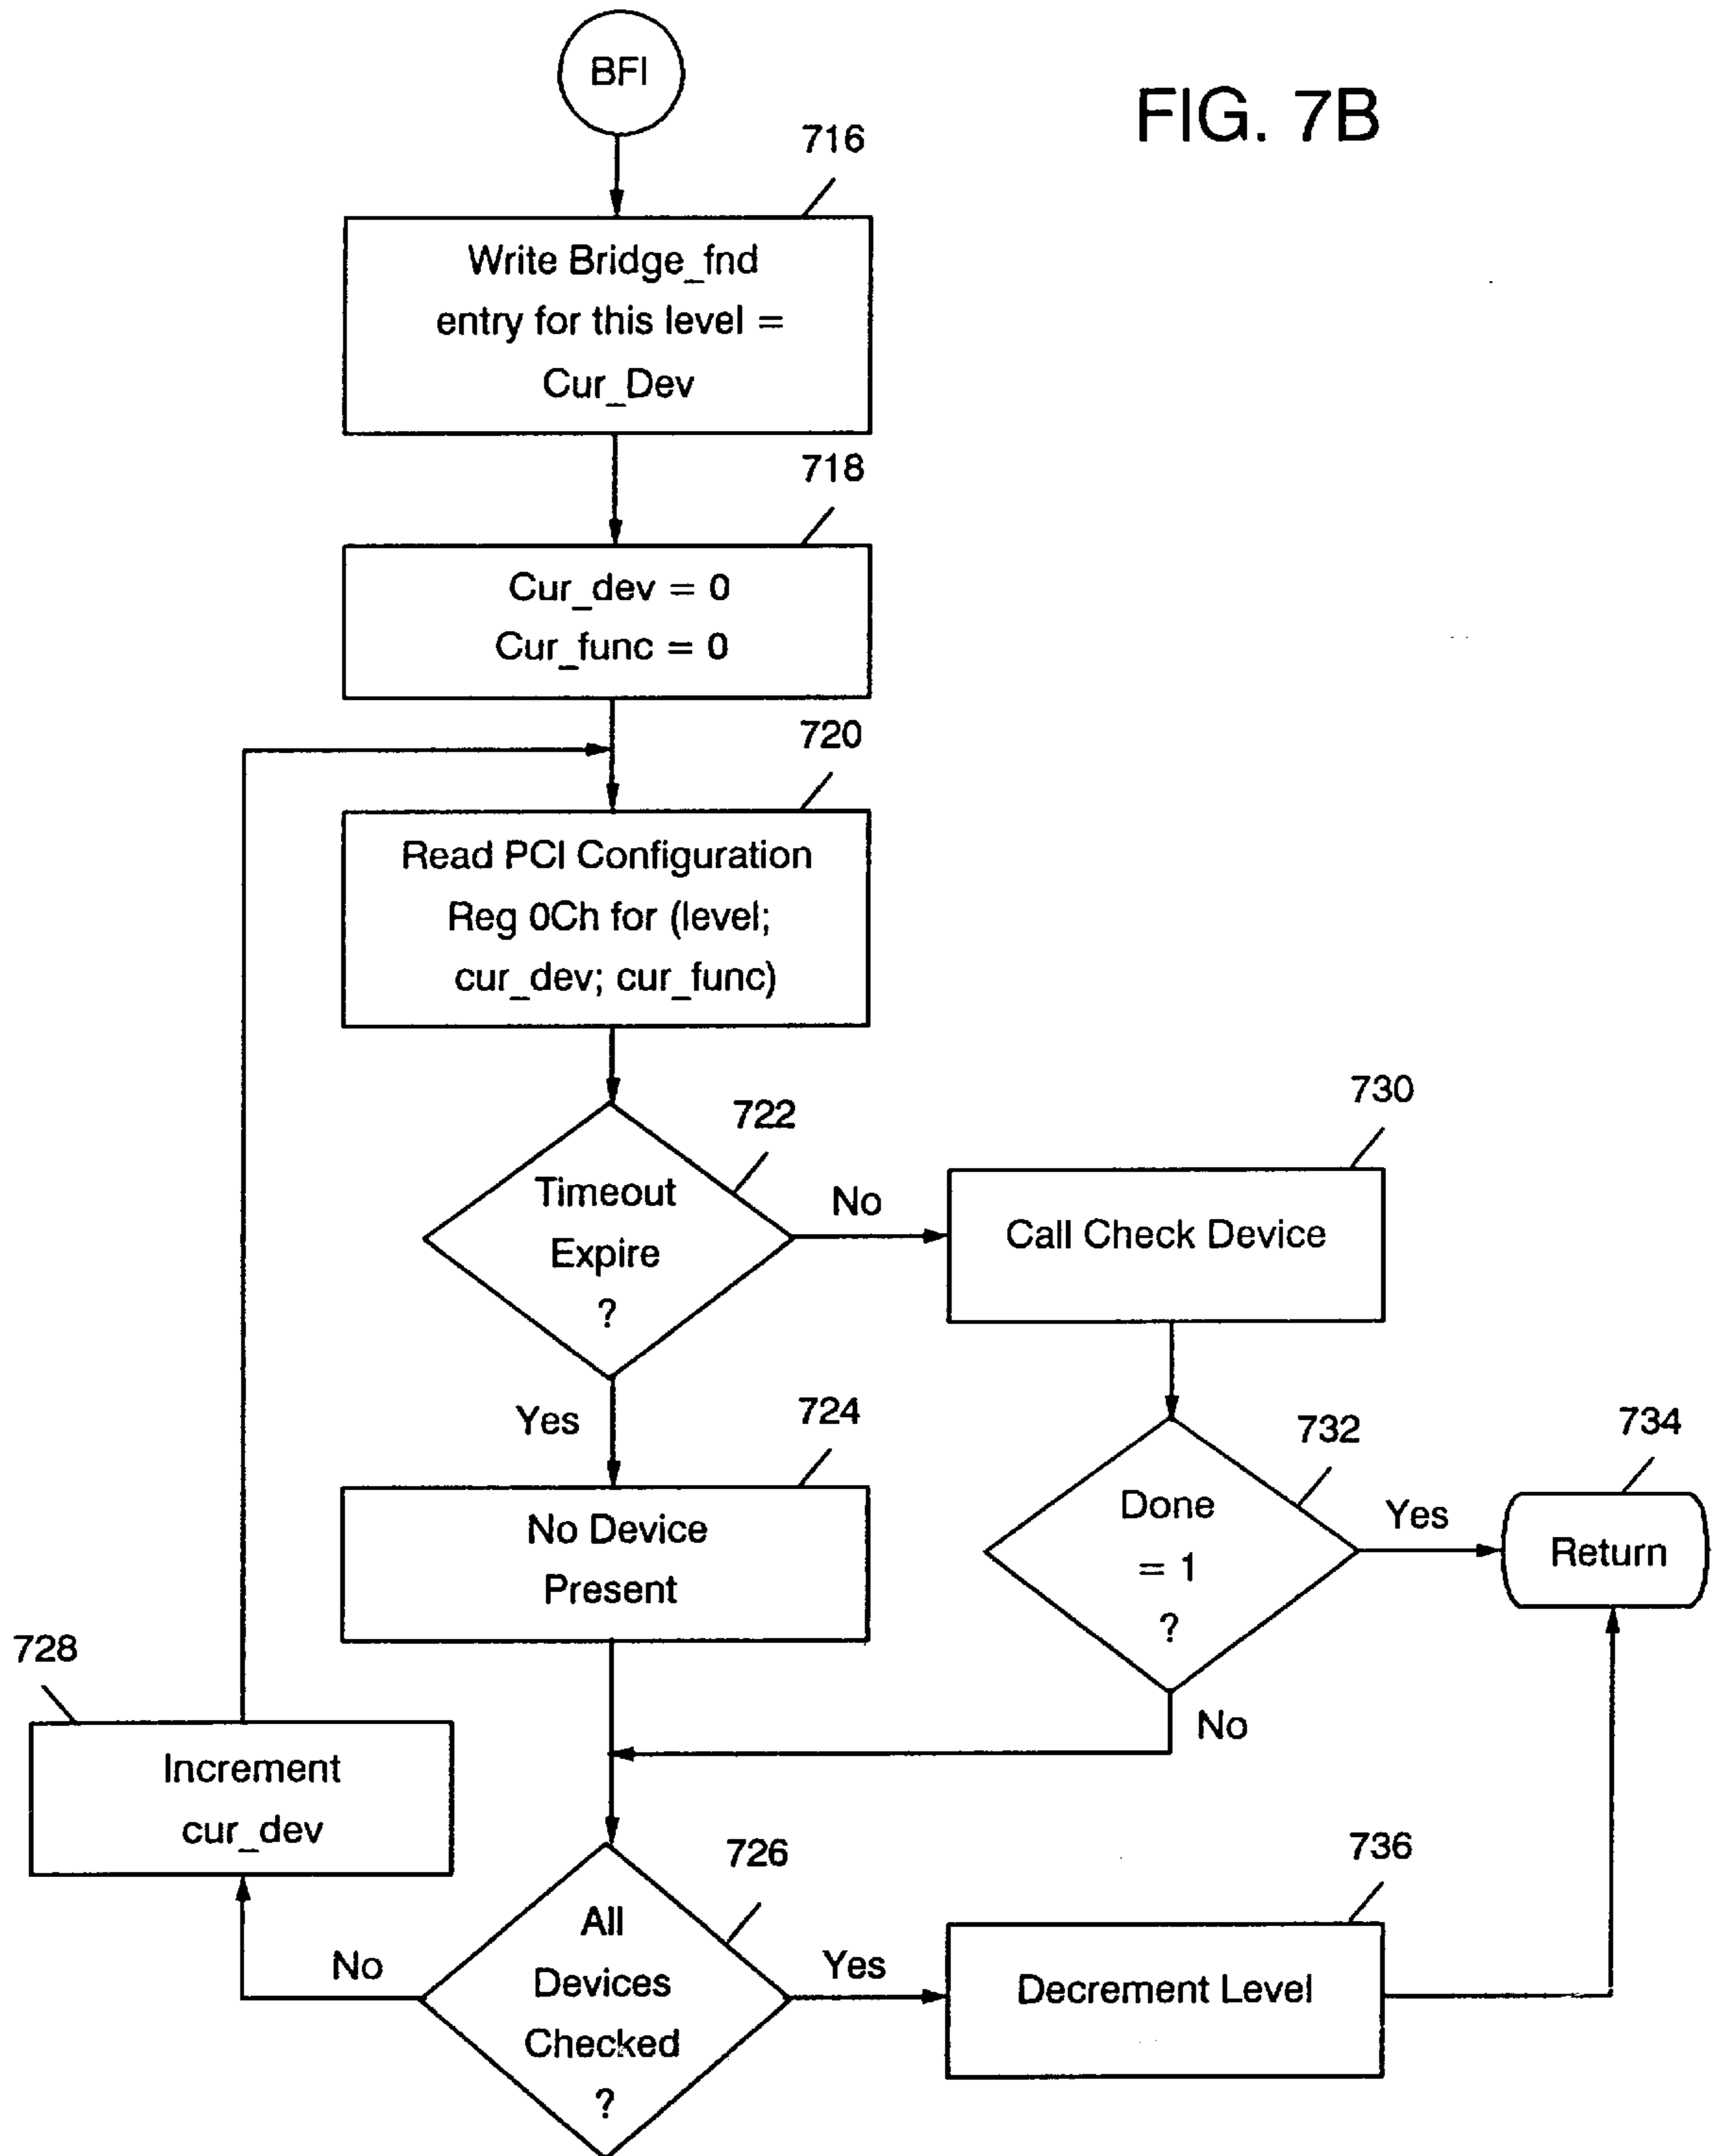 BFI
FIG. 7B
716
Write Bridge_fnd
entry for this level =
Cur_Dev
718
Cur_dev = 0
Cur_func = 0
720
Read PCI Configuration
Reg 0Ch for (level;
cur_dev; cur_func)
722
Timeout
Expire
?
No
730
Call Check Device
Yes
724
No Device
Present
732
Done
= 1
?
Yes
734
Return
No
728
Increment
cur_dev
726
All
Devices
Checked
?
No
Yes
736
Decrement Level